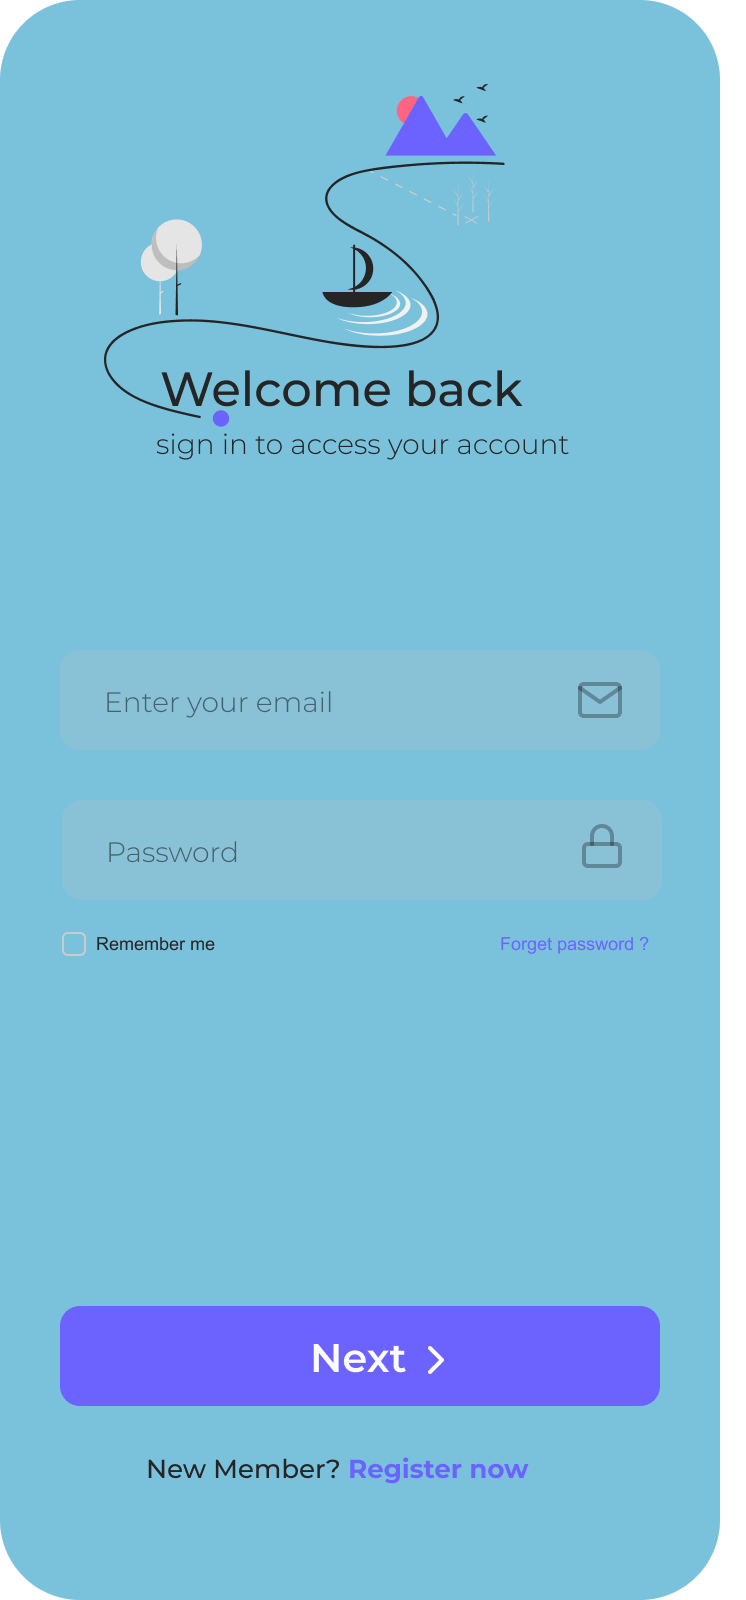 Welcome back
sign in to access your account
Enter your email
Password
Remember me
Forget password ?
Next
New Member? Register now